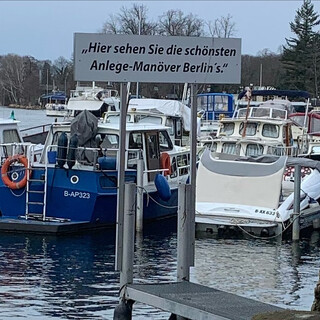 „Hier sehen Sie die schönsten
Anlege-Manöver Berlin´s.“
B-AP323